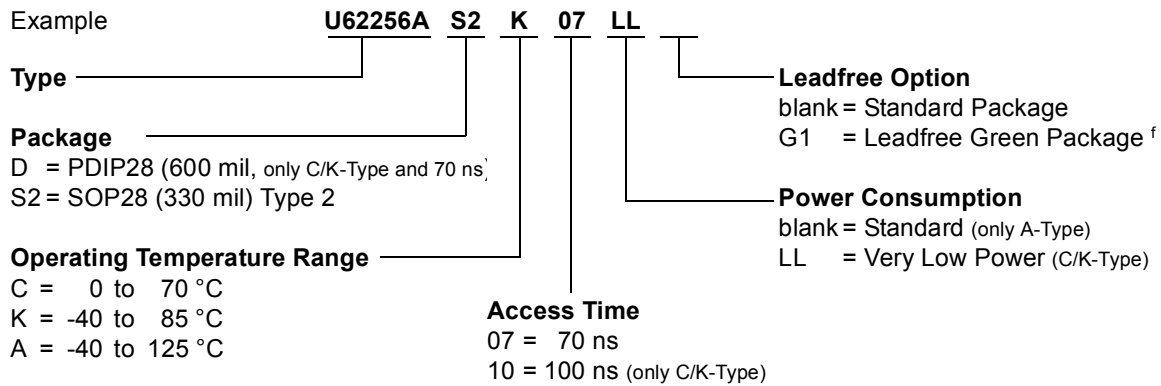 Example U62256A S2 K 07 LL
Type
Package
D = PDIP28 (600 mil, only C/K-Type and 70 ns)
S2 = SOP28 (330 mil) Type 2
Operating Temperature Range
C = 0 to 70 °C
K = -40 to 85 °C
A = -40 to 125 °C
Access Time
07 = 70 ns
10 = 100 ns (only C/K-Type)
Leadfree Option
blank = Standard Package
G1 = Leadfree Green Package f
Power Consumption
blank = Standard (only A-Type)
LL = Very Low Power (C/K-Type)